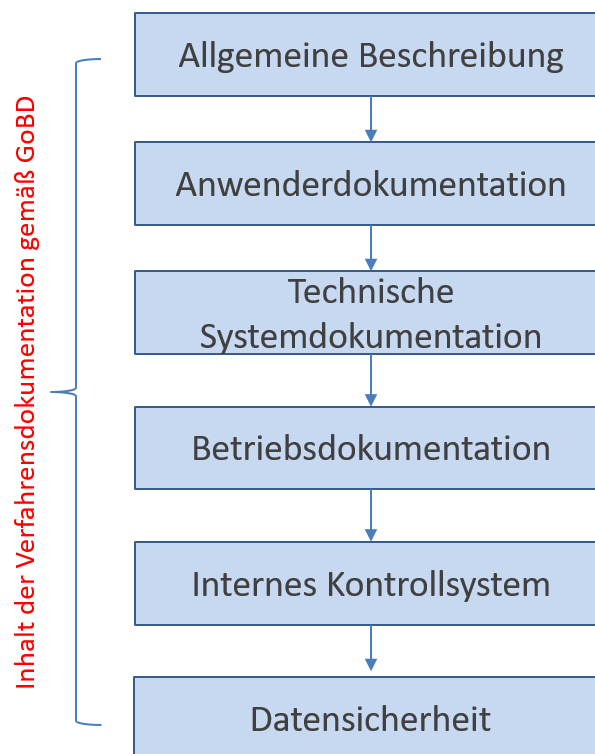 Inhalt der Verfahrensdokumentation gemäß GoBD
Allgemeine Beschreibung
Anwenderdokumentation
Technische
Systemdokumentation
Betriebsdokumentation
Internes Kontrollsystem
Datensicherheit